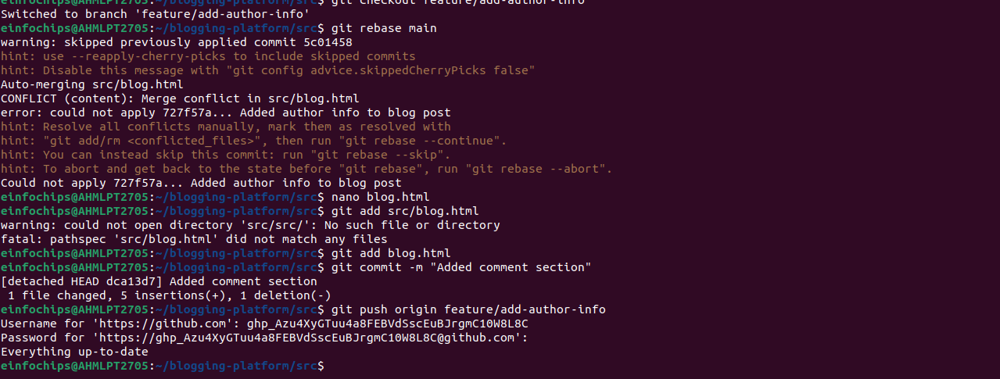 einfochips@AHMLPT2705:~/blogging-platform/src$ git checkout feature/add-author-info
Switched to branch 'feature/add-author-info'
einfochips@AHMLPT2705:~/blogging-platform/src$ git rebase main
warning: skipped previously applied commit 5c01458
hint: use --reapply-cherry-picks to include skipped commits
hint: Disable this message with "git config advice.skippedCherryPicks false"
Auto-merging src/blog.html
CONFLICT (content): Merge conflict in src/blog.html
error: could not apply 727f57a... Added author info to blog post
hint: Resolve all conflicts manually, mark them as resolved with
hint: "git add/rm <conflicted_files>", then run "git rebase --continue".
hint: You can instead skip this commit: run "git rebase --skip".
hint: To abort and get back to the state before "git rebase", run "git rebase --abort".
Could not apply 727f57a... Added author info to blog post
einfochips@AHMLPT2705:~/blogging-platform/src$ nano blog.html
einfochips@AHMLPT2705:~/blogging-platform/src$ git add src/blog.html
warning: could not open directory 'src/src/': No such file or directory
fatal: pathspec 'src/blog.html' did not match any files
einfochips@AHMLPT2705:~/blogging-platform/src$ git add blog.html
einfochips@AHMLPT2705:~/blogging-platform/src$ git commit -m "Added comment section"
[detached HEAD dca13d7] Added comment section
 1 file changed, 5 insertions(+), 1 deletion(-)
einfochips@AHMLPT2705:~/blogging-platform/src$ git push origin feature/add-author-info
Username for 'https://github.com': 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
Password for 'https://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@github.com':
Everything up-to-date
einfochips@AHMLPT2705:~/blogging-platform/src$